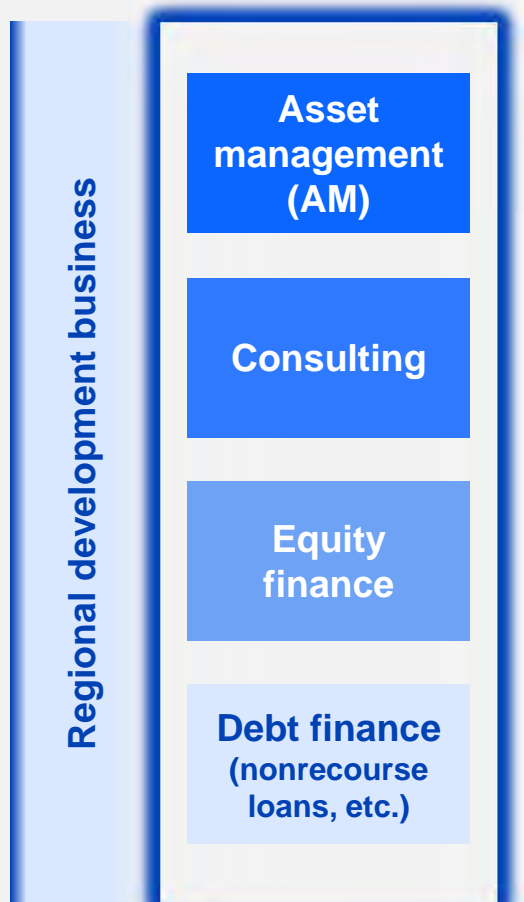 Regional development business
Asset
management
(AM)
Consulting
Equity
finance
Debt finance
(nonrecourse
loans, etc.)